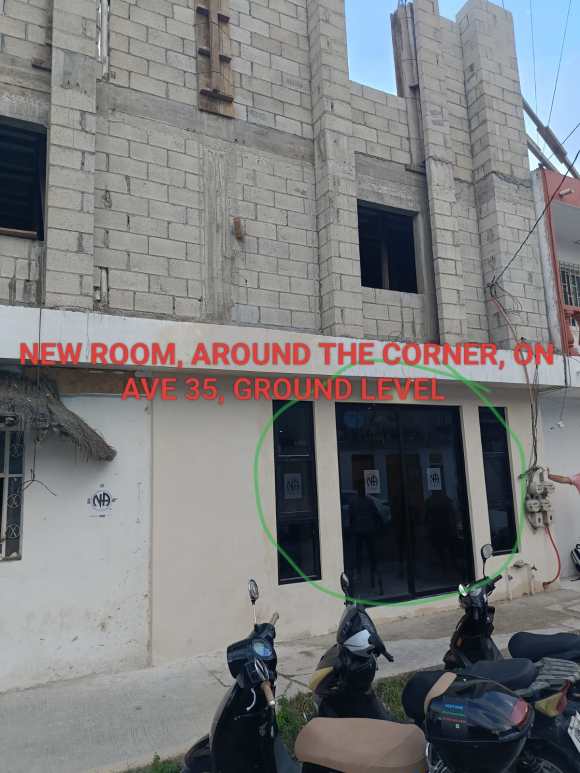 NEW ROOM, AROUND THE CORNER, ON
AVE 35, GROUND LEVEL
NA
NA
NA
NA